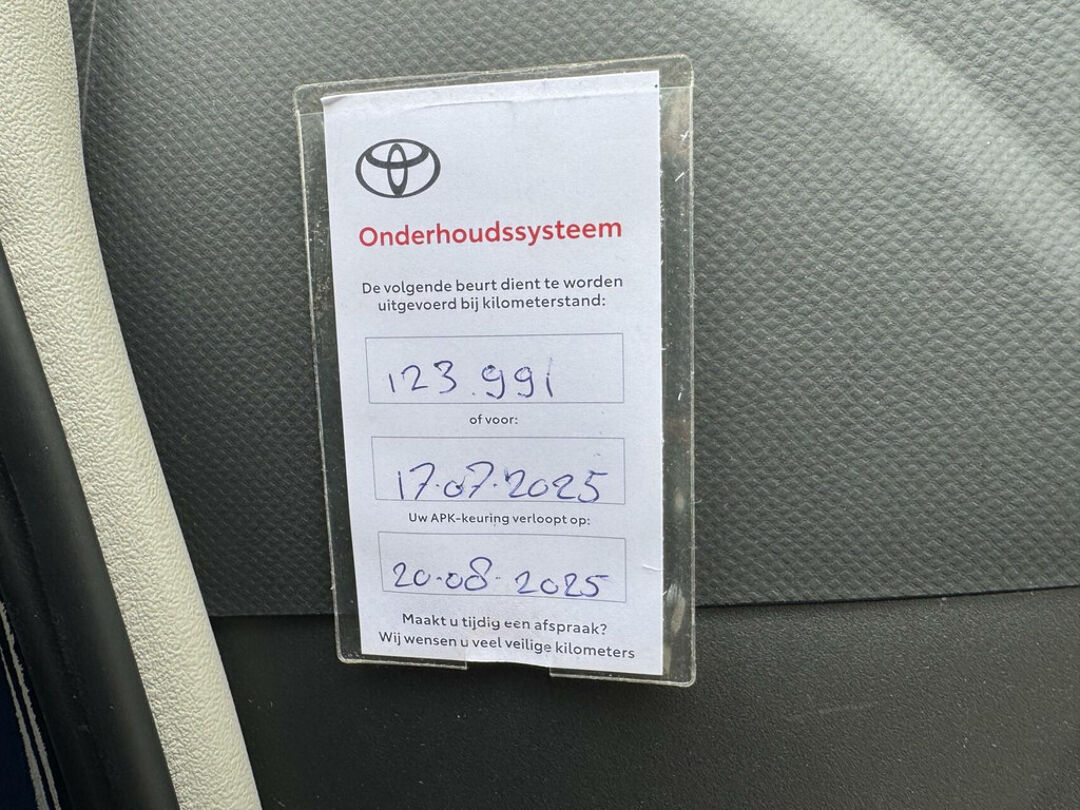 Onderhoudssysteem
De volgende beurt dient te worden
uitgevoerd bij kilometerstand:
123.991
of voor:
17.07.2025
Uw APK-keuring verloopt op:
20.08.2025
Maakt u tijdig een afspraak?
Wij wensen u veel veilige kilometers